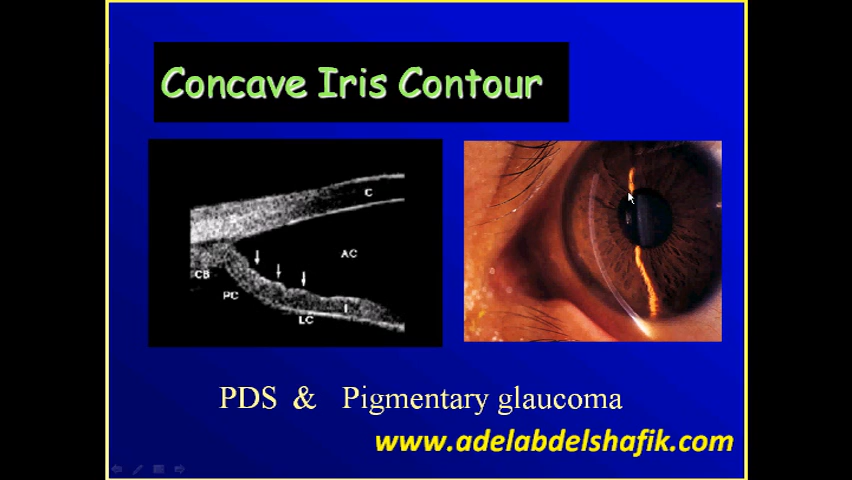 Concave Iris Contour
C
AC
CB
PC
I
LC
PDS & Pigmentary glaucoma
www.adelabdelshafik.com